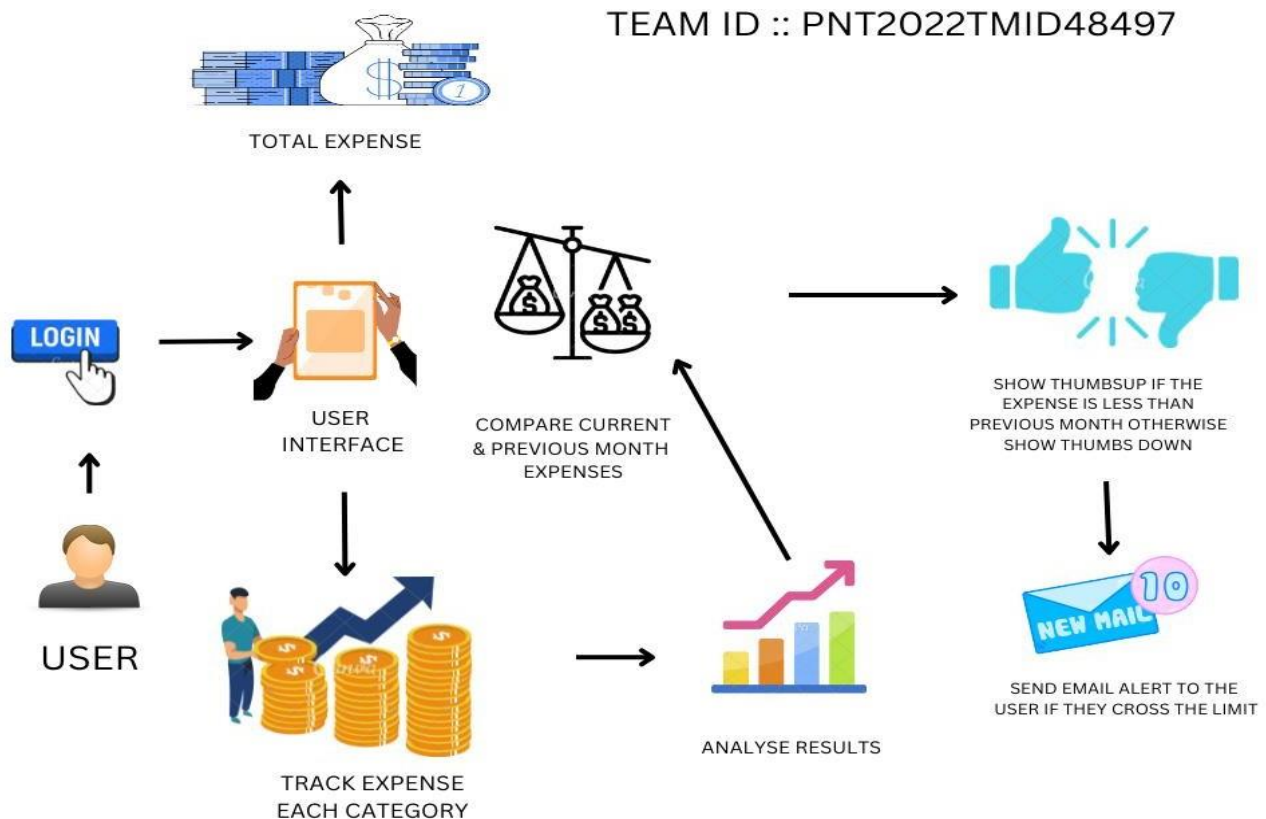 TEAM ID :: PNT2022TMID48497
TOTAL EXPENSE
LOGIN
USER
INTERFACE
COMPARE CURRENT
& PREVIOUS MONTH
EXPENSES
SHOW THUMBSUP IF THE
EXPENSE IS LESS THAN
PREVIOUS MONTH OTHERWISE
SHOW THUMBS DOWN
USER
10
NEW MAIL
SEND EMAIL ALERT TO THE
USER IF THEY CROSS THE LIMIT
ANALYSE RESULTS
TRACK EXPENSE
EACH CATEGORY
$
1
$
$
$